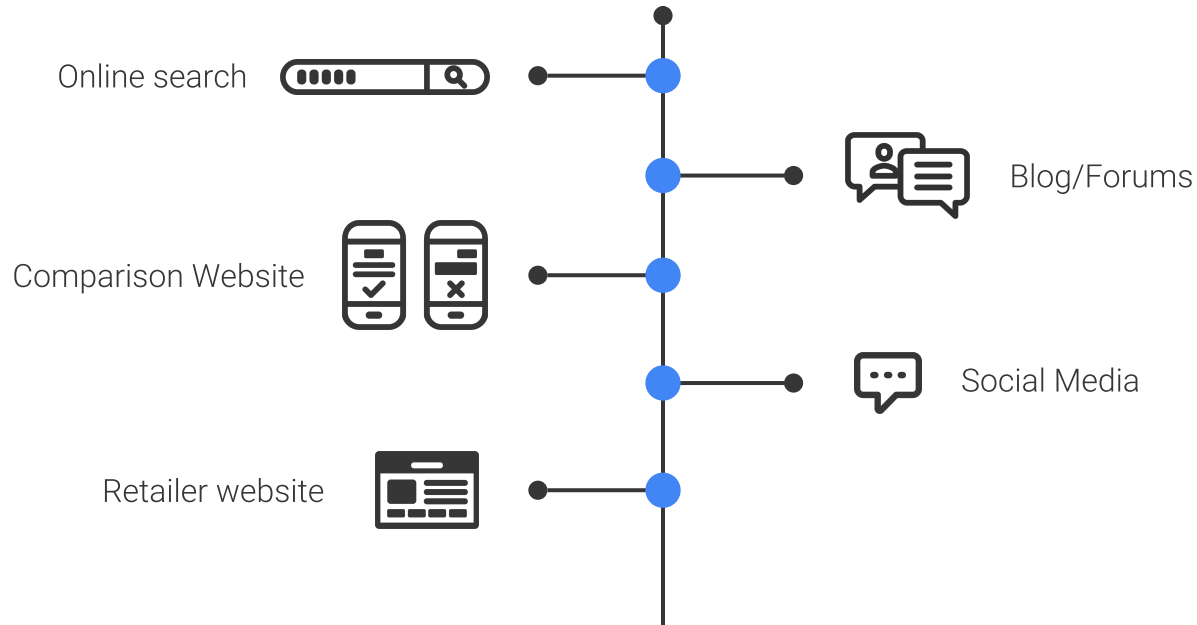 Online search
Blog/Forums
Comparison Website
Social Media
Retailer website